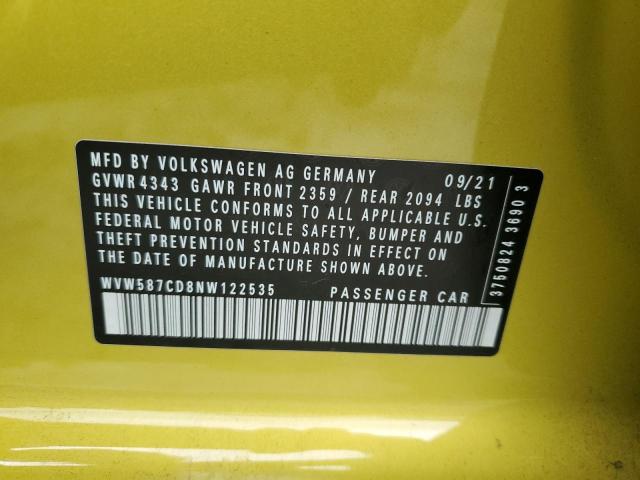 MFD BY VOLKSWAGEN AG GERMANY 09/21
GVWR 4343 GAWR FRONT 2359 / REAR 2094 LBS
THIS VEHICLE CONFORMS TO ALL APPLICABLE U.S.
FEDERAL MOTOR VEHICLE SAFETY, BUMPER AND
THEFT PREVENTION STANDARDS IN EFFECT ON
THE DATE OF MANUFACTURE SHOWN ABOVE.
WVW587CD8NW122535 PASSENGER CAR
3750824 3690 3